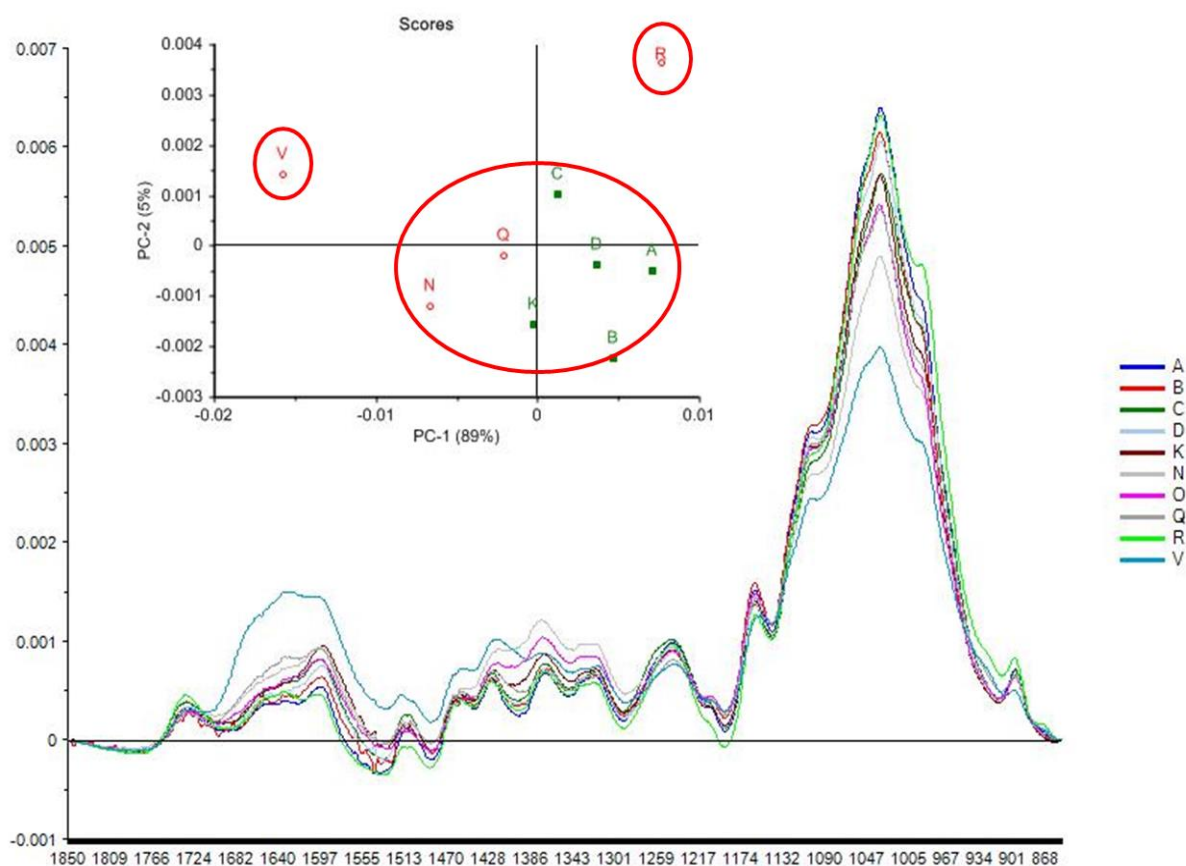 Scores
0.004
0.003
0.002
0.001
0
-0.001
-0.002
-0.003
-0.02
-0.01
0
0.01
PC-2 (5%)
PC-1 (89%)
R
V
C
Q
D
A
N
K
B
0.007
0.006
0.005
0.004
0.003
0.002
0.001
0
-0.001
1850 1809 1766 1724 1682 1640 1597 1555 1513 1470 1428 1386 1343 1301 1259 1217 1174 1132 1090 1047 1005 967 934 901 868
A
B
C
D
K
N
O
Q
R
V